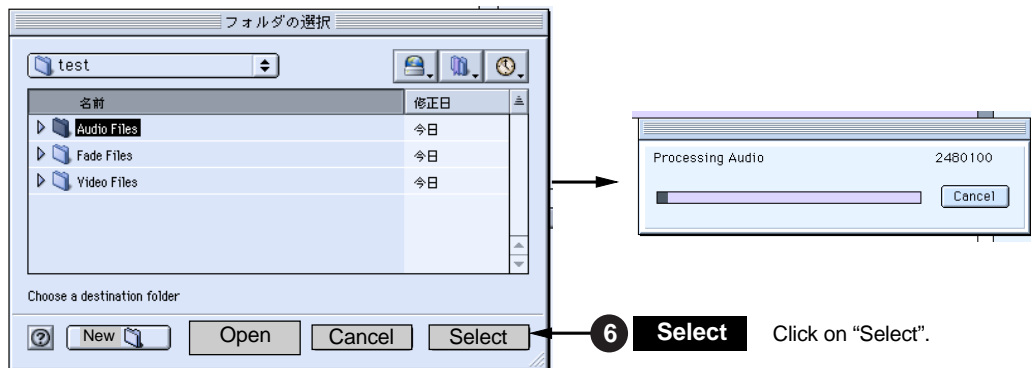 フォルダの選択
test
名前 修正日
Audio Files 今日
Fade Files 今日
Video Files 今日
Choose a destination folder
? New Open Cancel Select
Processing Audio 2480100
Cancel
6 Select Click on “Select”.